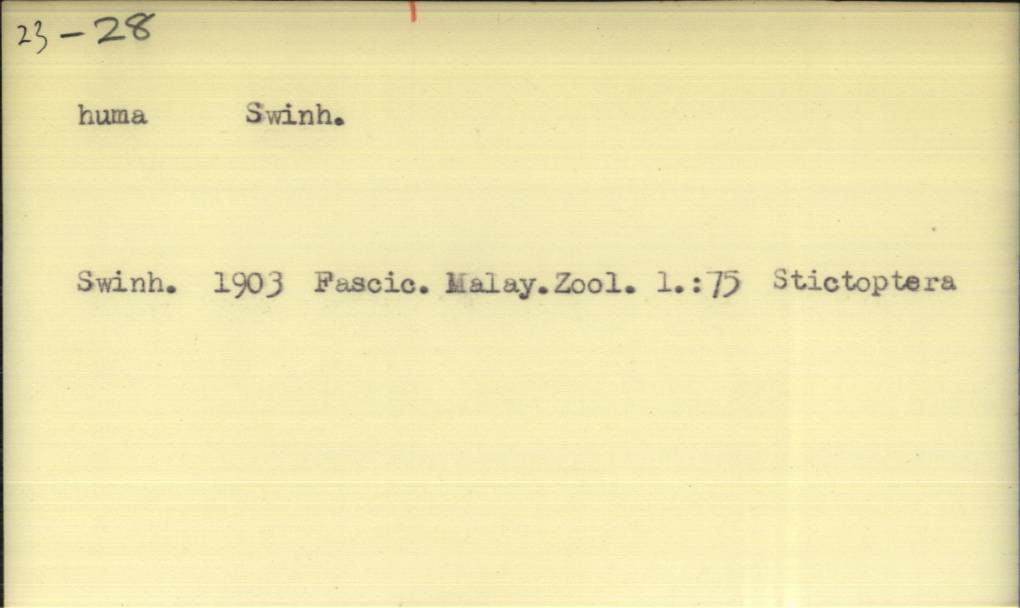 23-28
huma Swinh.
Swinh. 1903 Fascic. Malay.Zool. 1.:75 Stictoptera